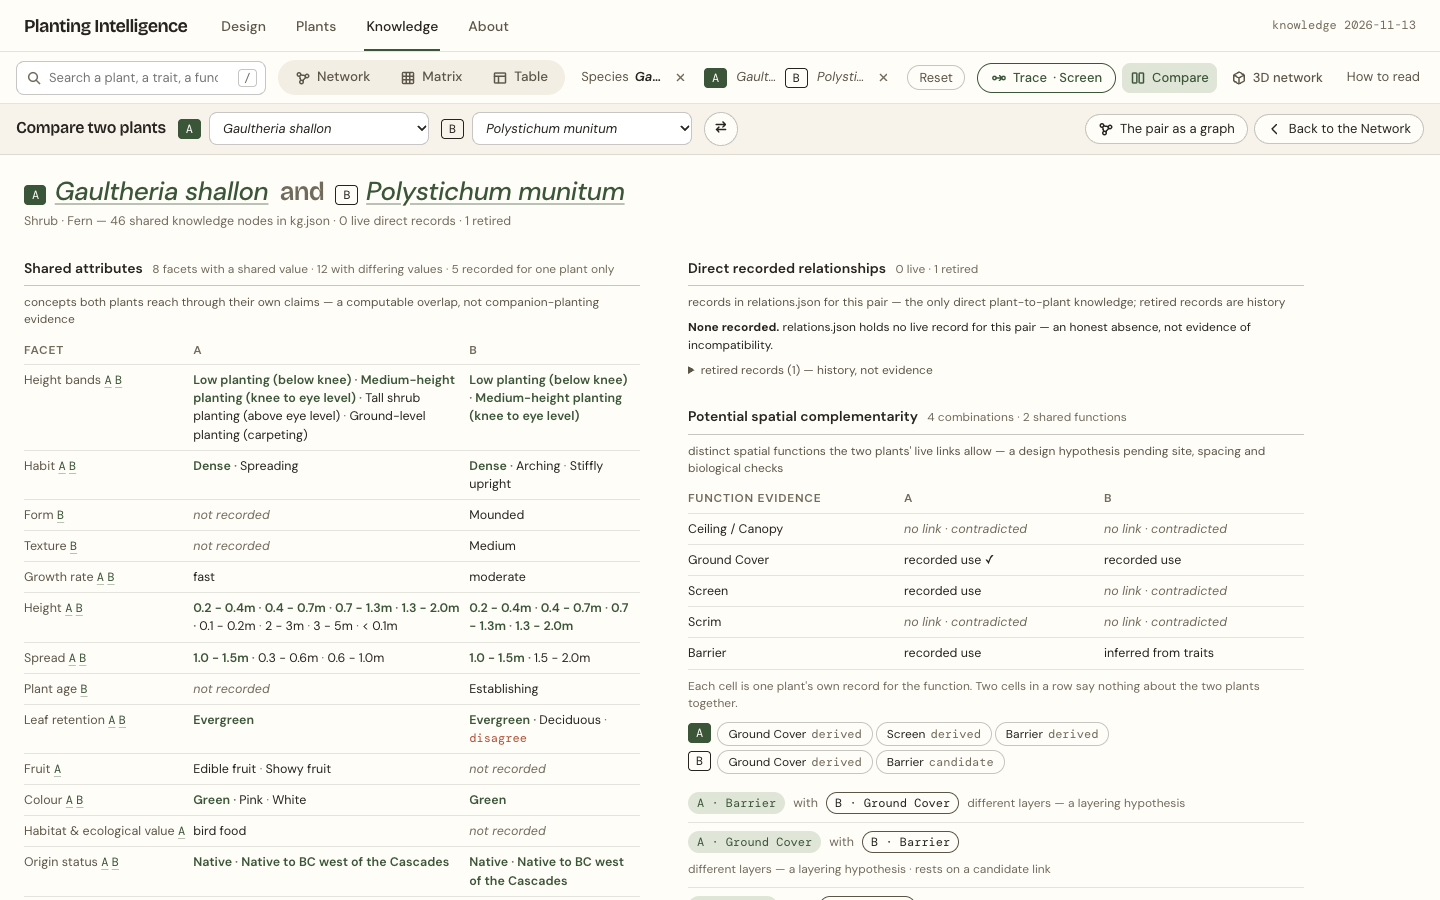 Planting Intelligence Design Plants Knowledge About knowledge 2026-11-13
Search a plant, a trait, a func / Network Matrix Table Species Ga… × A Gault… B Polysti… × Reset Trace · Screen Compare 3D network How to read
Compare two plants A Gaultheria shallon B Polystichum munitum The pair as a graph Back to the Network
A Gaultheria shallon and B Polystichum munitum
Shrub · Fern — 46 shared knowledge nodes in kg.json · 0 live direct records · 1 retired
Shared attributes 8 facets with a shared value · 12 with differing values · 5 recorded for one plant only
concepts both plants reach through their own claims — a computable overlap, not companion-planting
evidence
FACET A B
Height bands A B Low planting (below knee) · Medium-height Low planting (below knee)
planting (knee to eye level) · Tall shrub · Medium-height planting
planting (above eye level) · Ground-level (knee to eye level)
planting (carpeting)
Habit A B Dense · Spreading Dense · Arching · Stiffly
upright
Form B not recorded Mounded
Texture B not recorded Medium
Growth rate A B fast moderate
Height A B 0.2 – 0.4m · 0.4 – 0.7m · 0.7 – 1.3m · 1.3 – 2.0m 0.2 – 0.4m · 0.4 – 0.7m · 0.7
· 0.1 – 0.2m · 2 – 3m · 3 – 5m · < 0.1m – 1.3m · 1.3 – 2.0m
Spread A B 1.0 – 1.5m · 0.3 – 0.6m · 0.6 – 1.0m 1.0 – 1.5m · 1.5 – 2.0m
Plant age B not recorded Establishing
Leaf retention A B Evergreen Evergreen · Deciduous ·
disagree
Fruit A Edible fruit · Showy fruit not recorded
Colour A B Green · Pink · White Green
Habitat & ecological value A bird food not recorded
Origin status A B Native · Native to BC west of the Cascades Native · Native to BC west
of the Cascades
Direct recorded relationships 0 live · 1 retired
records in relations.json for this pair — the only direct plant-to-plant knowledge; retired records are history
None recorded. relations.json holds no live record for this pair — an honest absence, not evidence of
incompatibility.
▶ retired records (1) — history, not evidence
Potential spatial complementarity 4 combinations · 2 shared functions
distinct spatial functions the two plants' live links allow — a design hypothesis pending site, spacing and
biological checks
FUNCTION EVIDENCE A B
Ceiling / Canopy no link · contradicted no link · contradicted
Ground Cover recorded use ✓ recorded use
Screen recorded use no link · contradicted
Scrim no link · contradicted no link · contradicted
Barrier recorded use inferred from traits
Each cell is one plant's own record for the function. Two cells in a row say nothing about the two plants
together.
A Ground Cover derived Screen derived Barrier derived
B Ground Cover derived Barrier candidate
A · Barrier with B · Ground Cover different layers — a layering hypothesis
A · Ground Cover with B · Barrier
different layers — a layering hypothesis · rests on a candidate link